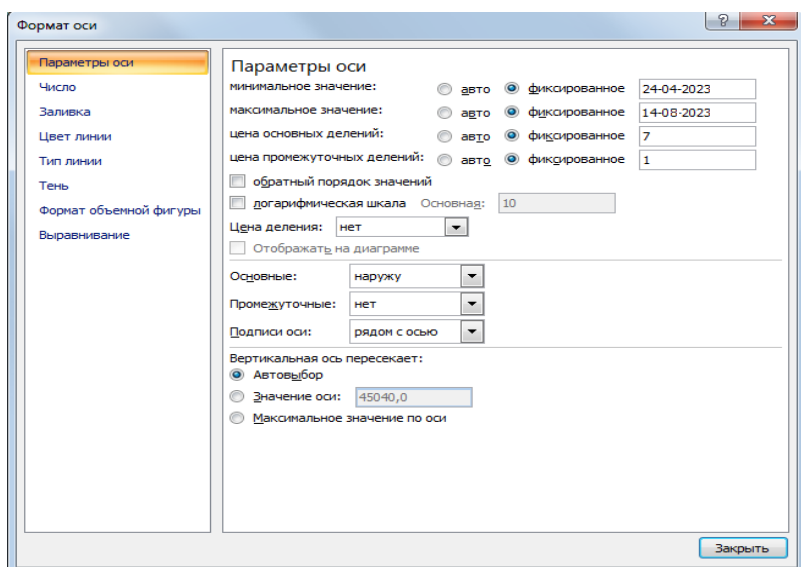 Формат оси
Параметры оси
Число
Заливка
Цвет линии
Тип линии
Тень
Формат объемной фигуры
Выравнивание
Параметры оси
минимальное значение: авто фиксированное 24-04-2023
максимальное значение: авто фиксированное 14-08-2023
цена основных делений: авто фиксированное 7
цена промежуточных делений: авто фиксированное 1
обратный порядок значений
логарифмическая шкала Основная: 10
Цена деления: нет
Отображать на диаграмме
Основные: наружу
Промежуточные: нет
Подписи оси: рядом с осью
Вертикальная ось пересекает:
Автовыбор
Значение оси: 45040,0
Максимальное значение по оси
Закрыть